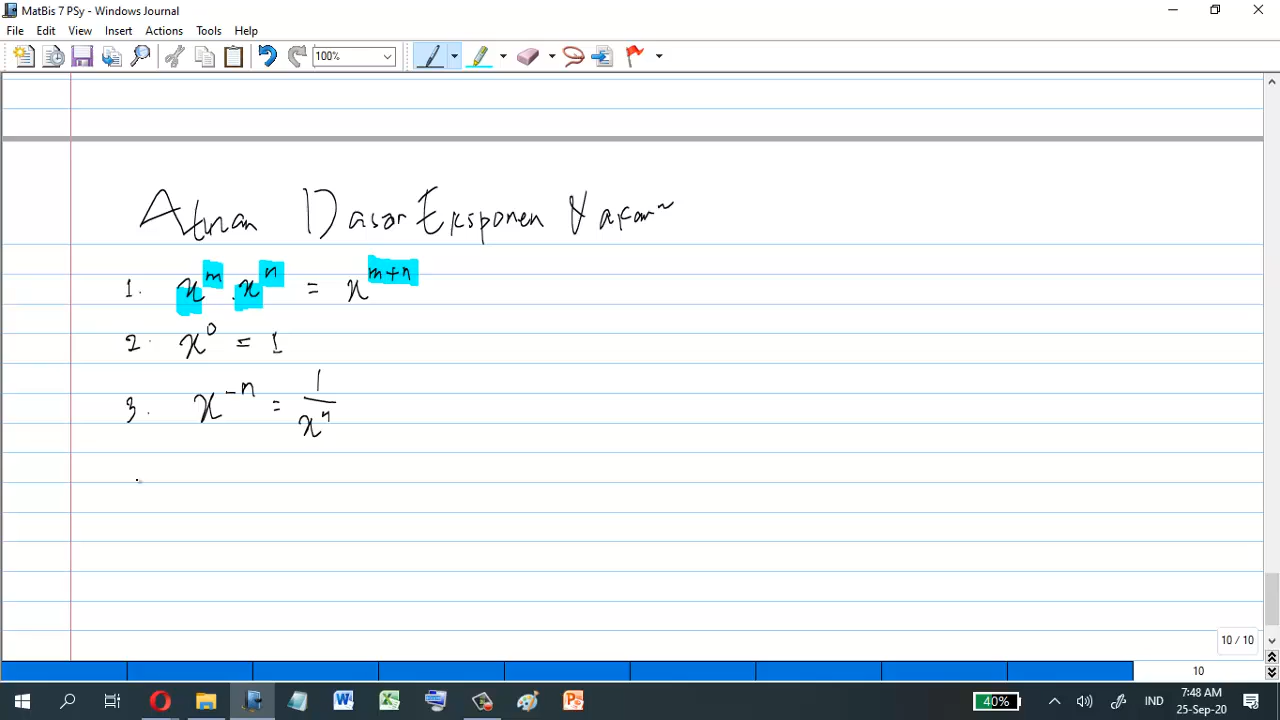 MatBis 7 PSy - Windows Journal
File Edit View Insert Actions Tools Help
100%
Aturan Dasar Eksponen
1. x^m . x^n = x^{m+n}
2. x^0 = 1
3. x^{-n} = 1/x^n
10 / 10
10
40% IND 7:48 AM
25-Sep-20